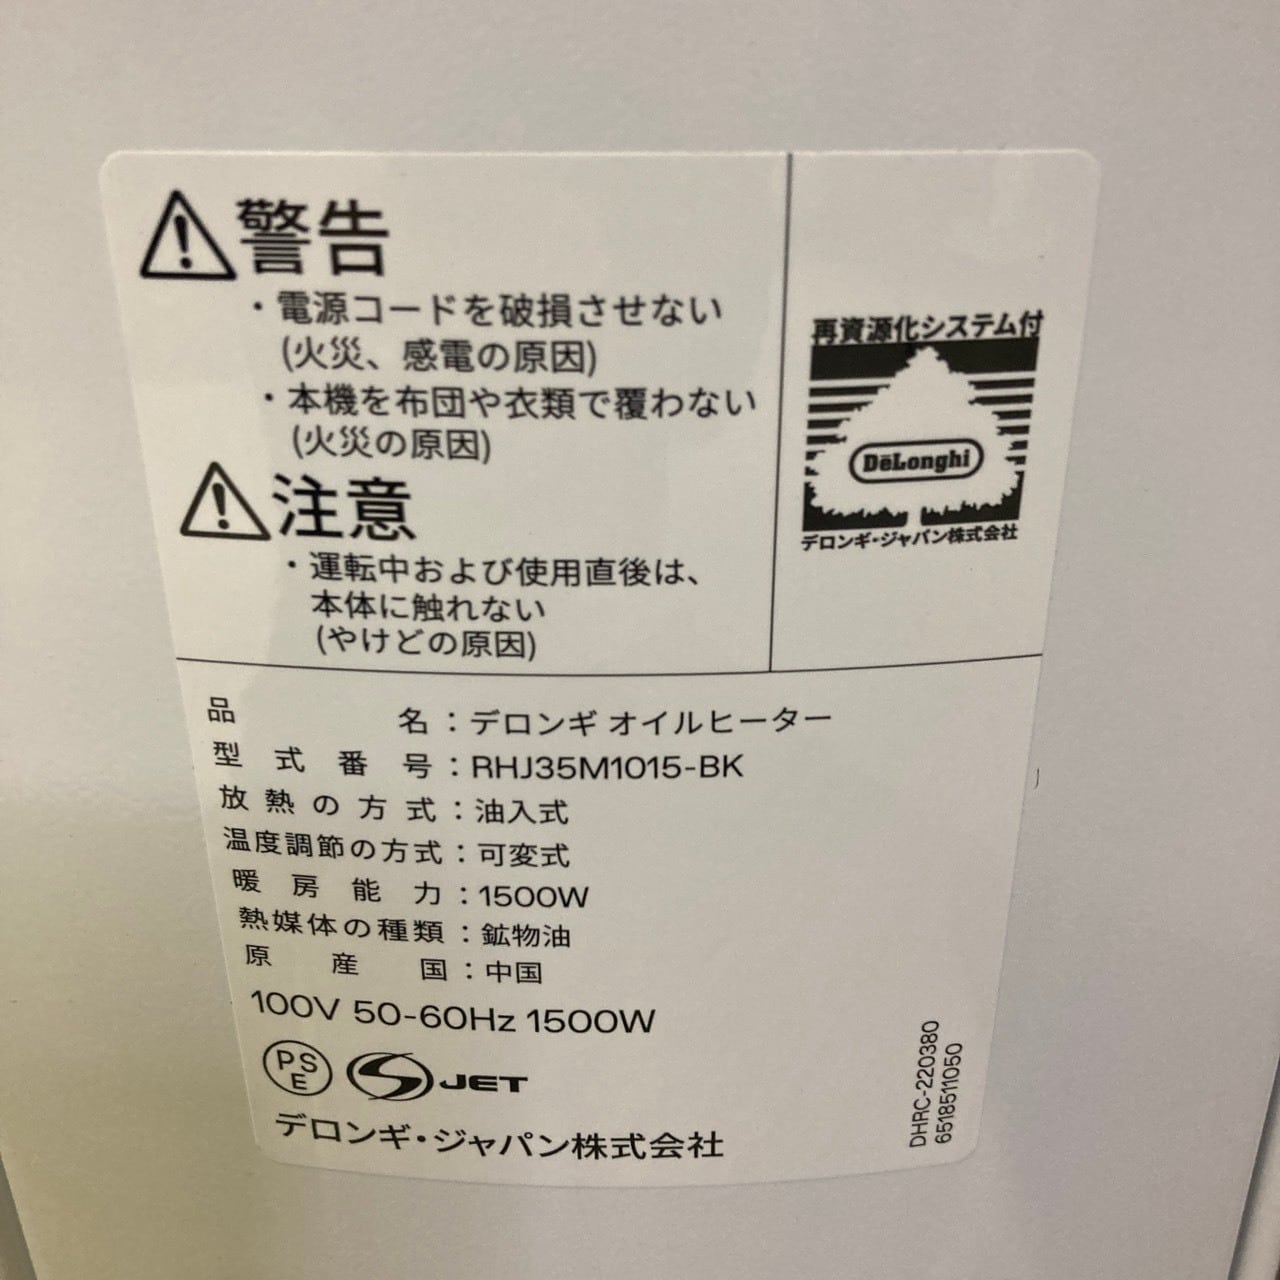 警告
・電源コードを破損させない
(火災、感電の原因)
・本機を布団や衣類で覆わない
(火災の原因)
注意
・運転中および使用直後は、
本体に触れない
(やけどの原因)
再資源化システム付
DeLonghi
デロンギ・ジャパン株式会社
品名：デロンギ オイルヒーター
型式番号：RHJ35M1015-BK
放熱の方式：油入式
温度調節の方式：可変式
暖房能力：1500W
熱媒体の種類：鉱物油
原産国：中国
100V 50-60Hz 1500W
PSE
JET
デロンギ・ジャパン株式会社
DHRC-220380
6518511050